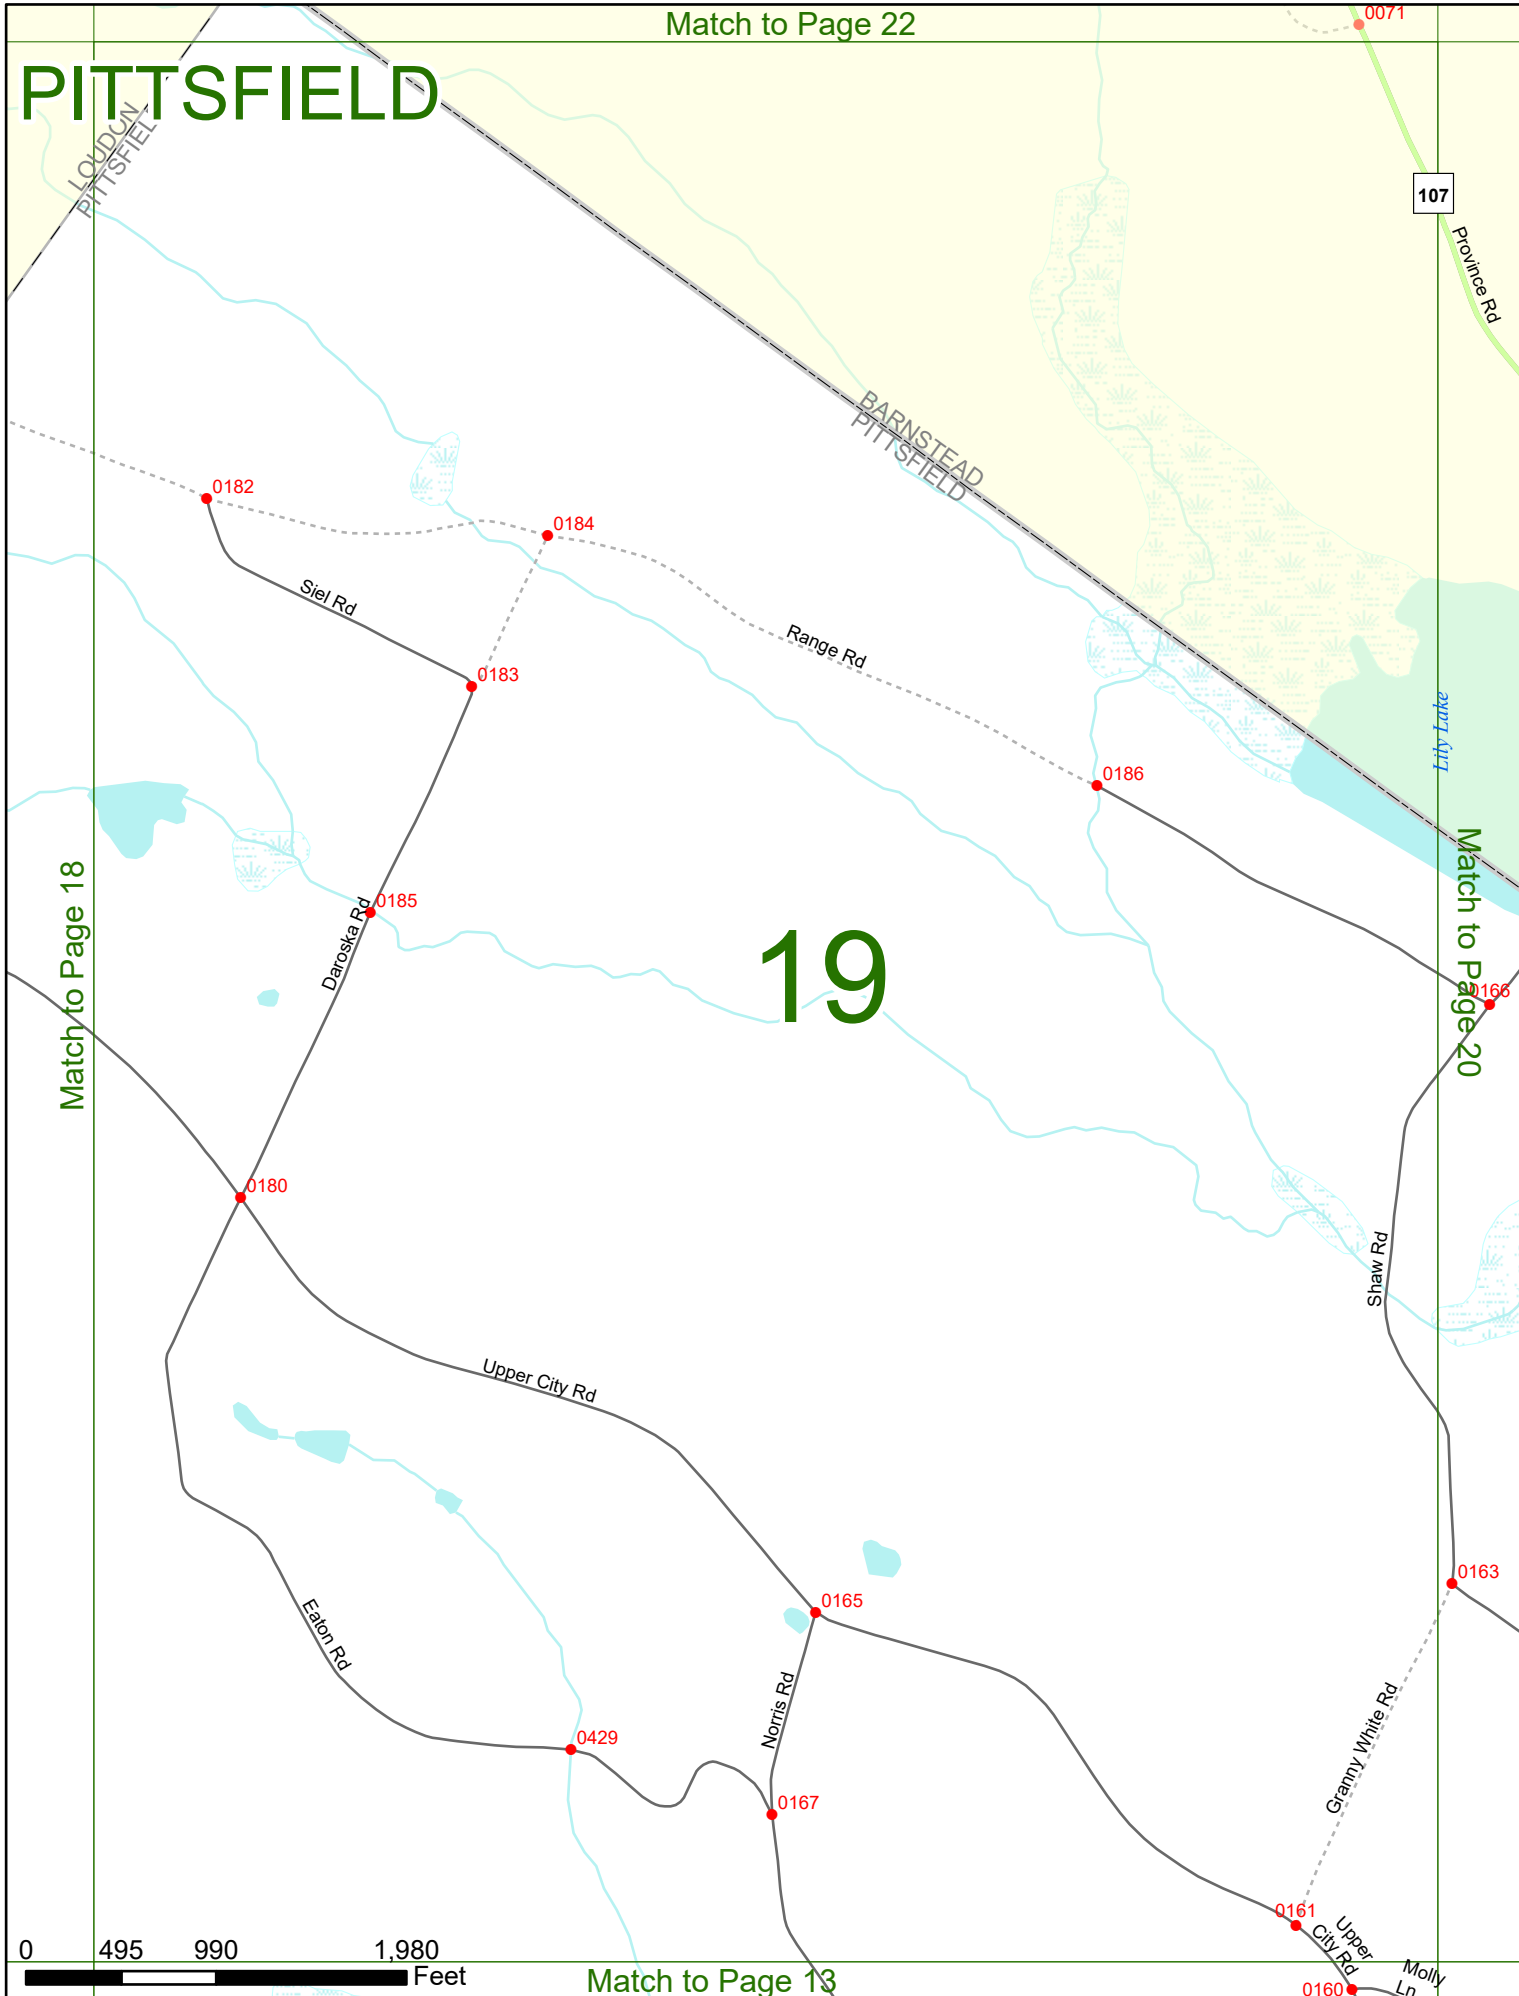 Match to Page 22
0071
PITTSFIELD
LOUDON
PITTSFIEL
107
Province Rd
BARNSTEAD
PITTSFIELD
0182
0184
Siel Rd
Range Rd
0183
Lily Lake
0186
Match to Page 18
Match to Page 20
0185
Daroska Rd
19
0166
0180
Shaw Rd
Upper City Rd
0163
0165
Eaton Rd
Norris Rd
Granny White Rd
0429
0167
0161
Upper
City Rd
0 495 990 1,980
Feet
Match to Page 13
Molly
Ln
0160